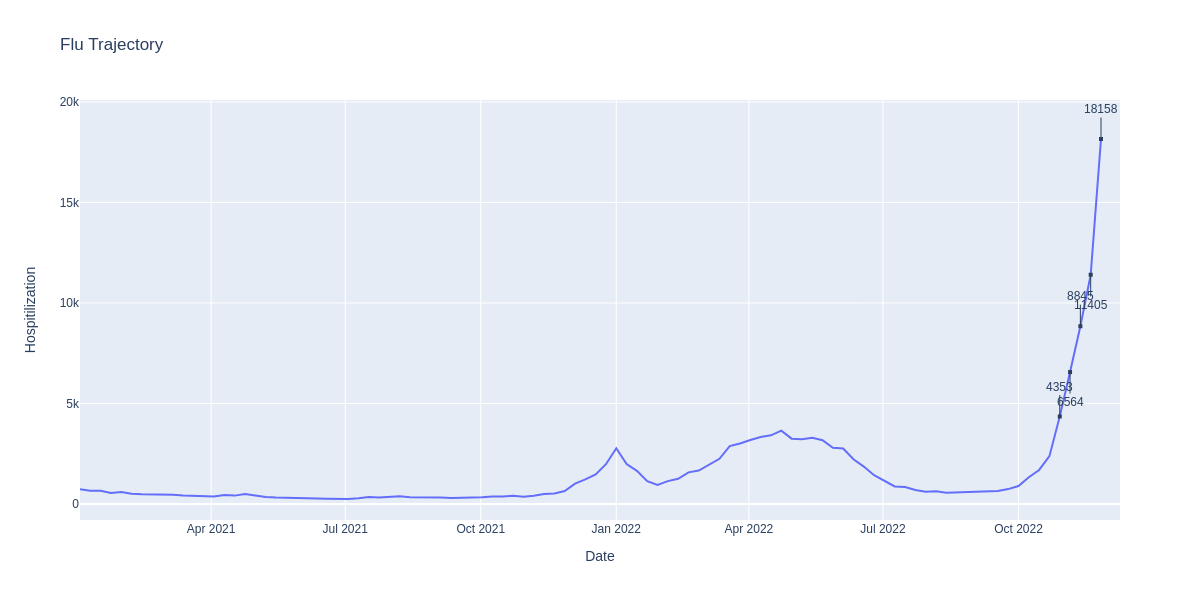 Flu Trajectory
20k
15k
10k
5k
0
Hospitilization
18158
8845
11405
4353
6564
Apr 2021
Jul 2021
Oct 2021
Jan 2022
Apr 2022
Jul 2022
Oct 2022
Date